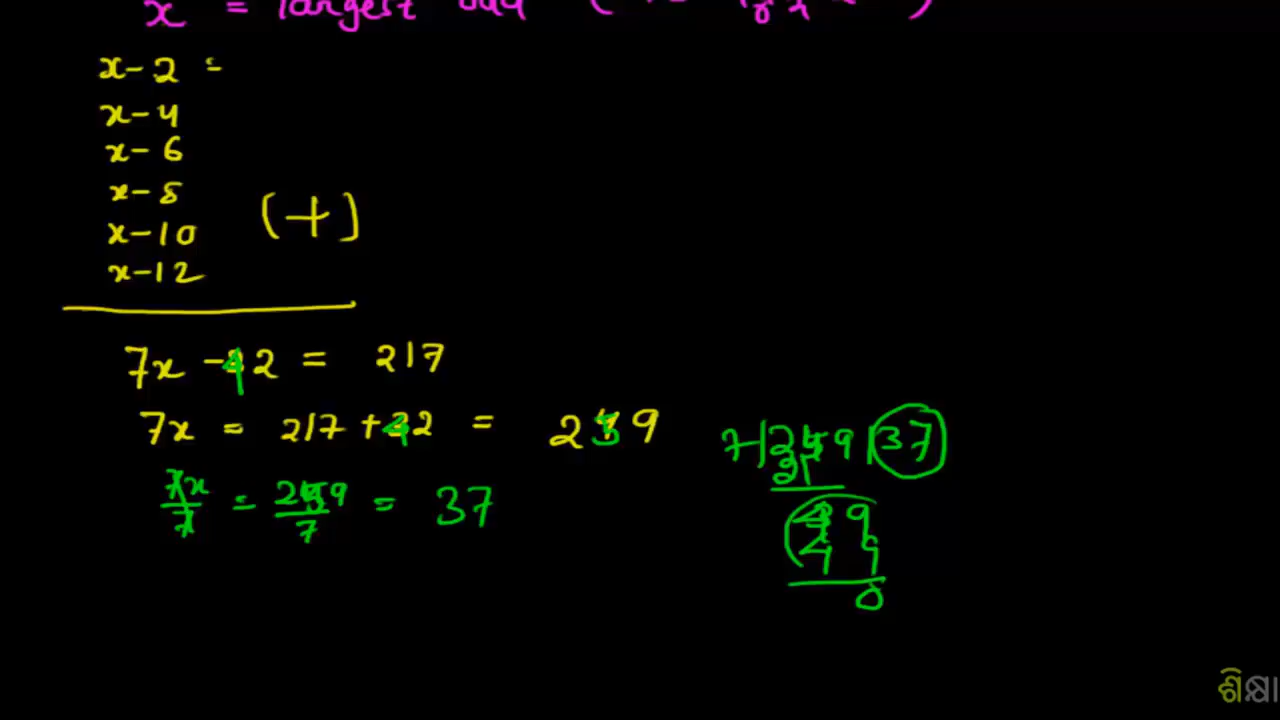 x = largest odd (
x - 2 =
x - 4
x - 6
x - 8
x - 10 (+)
x - 12
7x - 42 = 217
7x = 217 + 42 = 259
7x/7 = 259/7 = 37
7|259|37
21
49
49
0
ଶିକ୍ଷା